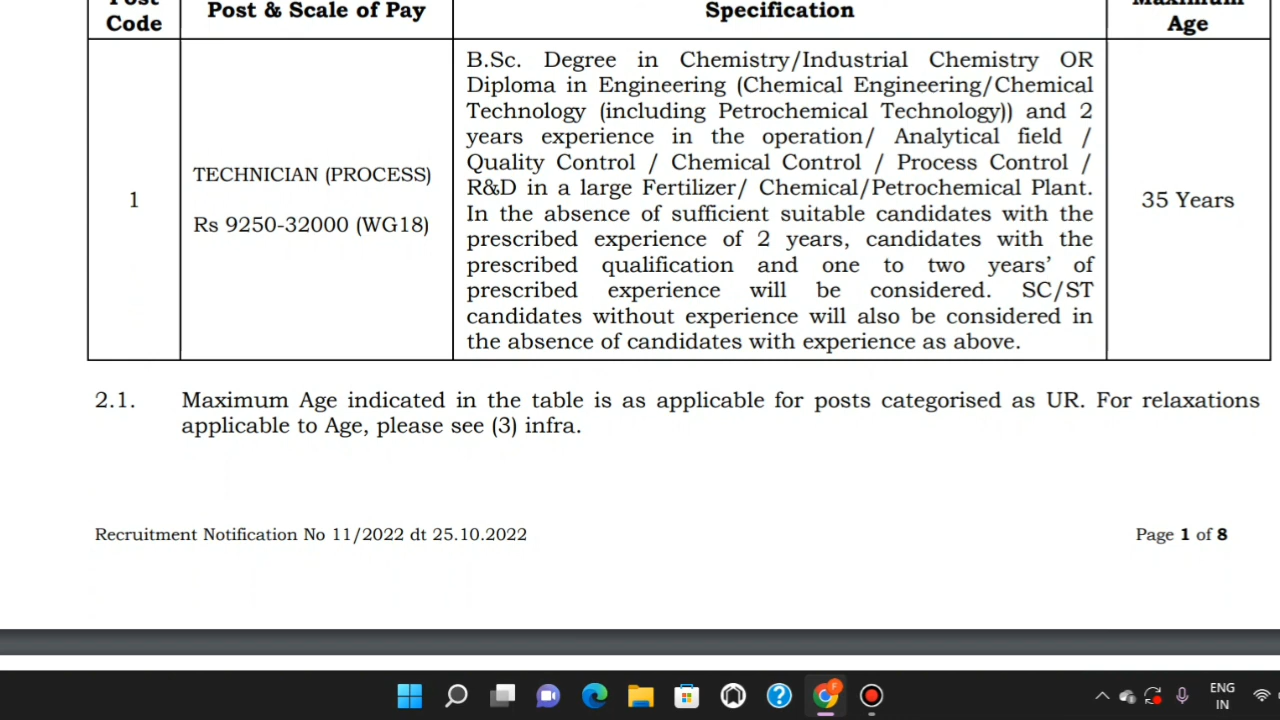 Post
Code
Post & Scale of Pay
Specification
Maximum
Age
1
TECHNICIAN (PROCESS)
Rs 9250-32000 (WG18)
B.Sc. Degree in Chemistry/Industrial Chemistry OR
Diploma in Engineering (Chemical Engineering/Chemical
Technology (including Petrochemical Technology)) and 2
years experience in the operation/ Analytical field /
Quality Control / Chemical Control / Process Control /
R&D in a large Fertilizer/ Chemical/Petrochemical Plant.
In the absence of sufficient suitable candidates with the
prescribed experience of 2 years, candidates with the
prescribed qualification and one to two years’ of
prescribed experience will be considered. SC/ST
candidates without experience will also be considered in
the absence of candidates with experience as above.
35 Years
2.1. Maximum Age indicated in the table is as applicable for posts categorised as UR. For relaxations
applicable to Age, please see (3) infra.
Recruitment Notification No 11/2022 dt 25.10.2022
Page 1 of 8
F
ENG
IN